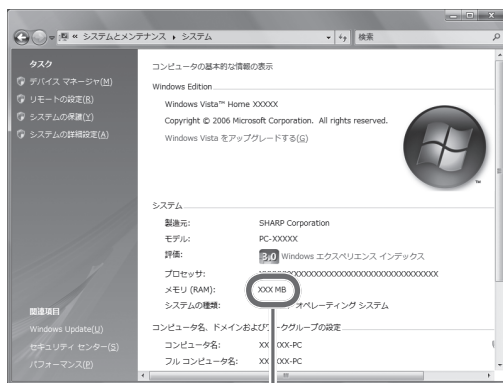 « システムとメンテナンス ▸ システム
検索
タスク
デバイス マネージャ(M)
リモートの設定(R)
システムの保護(Y)
システムの詳細設定(A)
関連項目
Windows Update(U)
セキュリティ センター(S)
パフォーマンス(P)
コンピュータの基本的な情報の表示
Windows Edition
Windows Vista™ Home XXXXX
Copyright © 2006 Microsoft Corporation. All rights reserved.
Windows Vista をアップグレードする(G)
TM
システム
製造元: SHARP Corporation
モデル: PC-XXXXX
評価: 3.0 Windows エクスペリエンス インデックス
プロセッサ:
メモリ (RAM): XXX MB
システムの種類: オペレーティング システム
コンピュータ名、ドメインおよび ークグループの設定
コンピュータ名: XX XX-PC
フル コンピュータ名: XX XX-PC